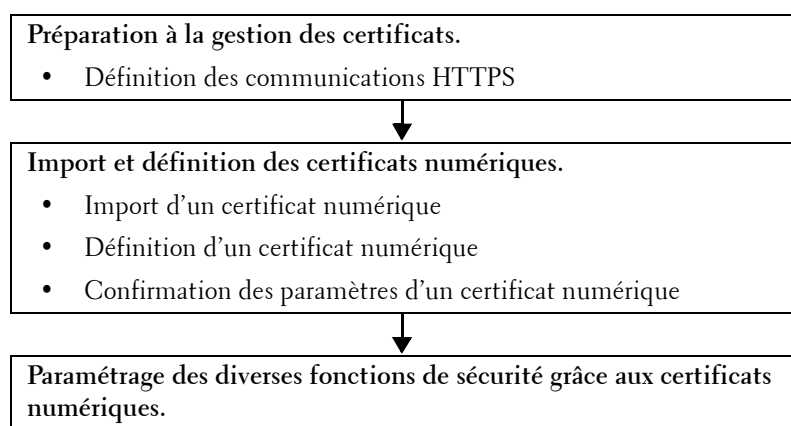 Préparation à la gestion des certificats.
• Définition des communications HTTPS
Import et définition des certificats numériques.
• Import d’un certificat numérique
• Définition d’un certificat numérique
• Confirmation des paramètres d’un certificat numérique
Paramétrage des diverses fonctions de sécurité grâce aux certificats
numériques.